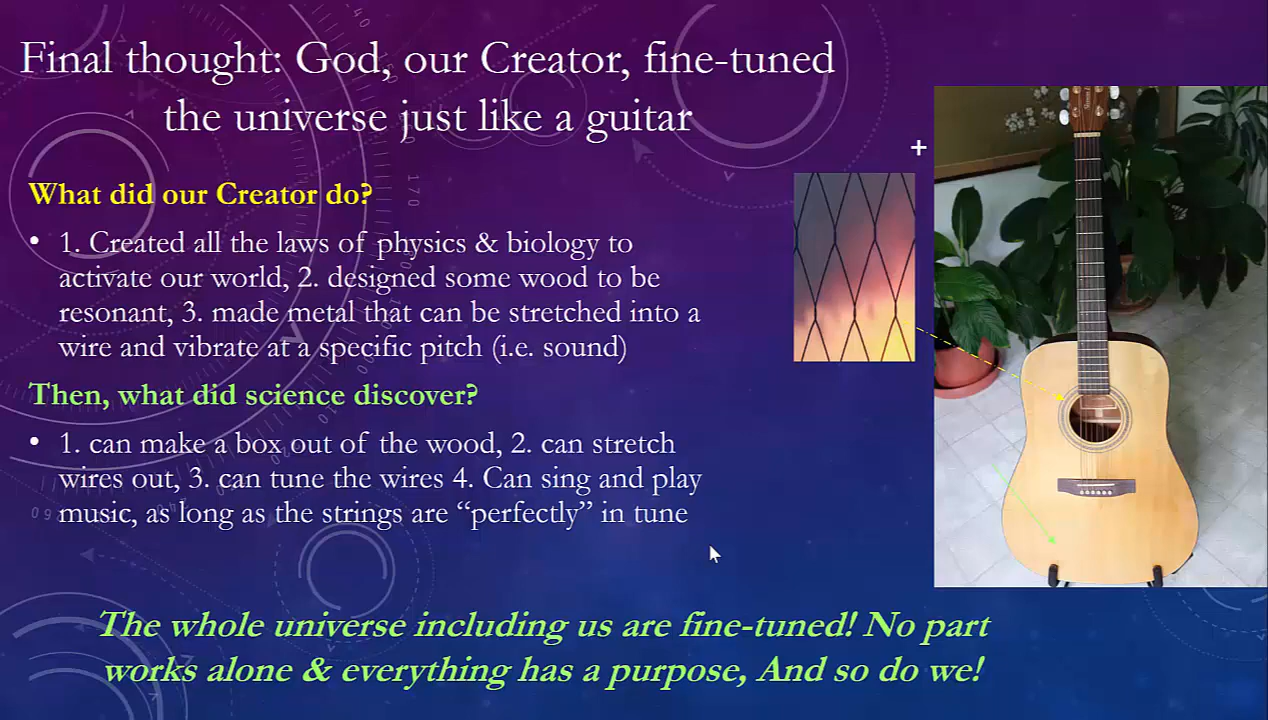 Final thought: God, our Creator, fine-tuned
the universe just like a guitar
+
What did our Creator do?
• 1. Created all the laws of physics & biology to
activate our world, 2. designed some wood to be
resonant, 3. made metal that can be stretched into a
wire and vibrate at a specific pitch (i.e. sound)
Then, what did science discover?
• 1. can make a box out of the wood, 2. can stretch
wires out, 3. can tune the wires 4. Can sing and play
music, as long as the strings are “perfectly” in tune
The whole universe including us are fine-tuned! No part
works alone & everything has a purpose, And so do we!
170